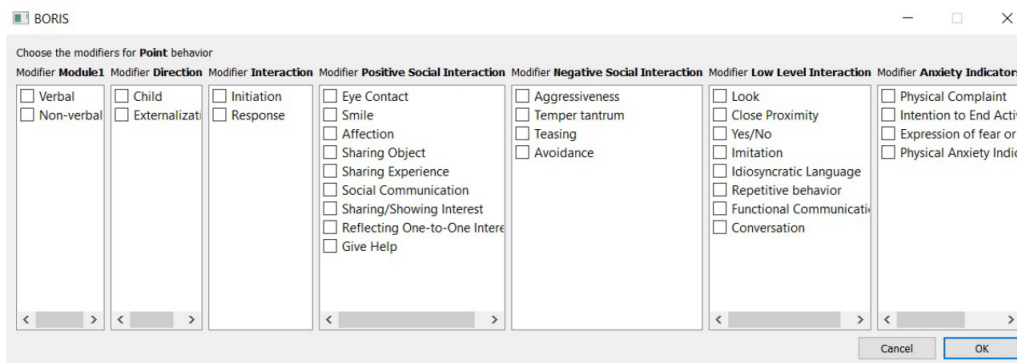 BORIS
Choose the modifiers for Point behavior
Modifier Module1 Modifier Direction Modifier Interaction Modifier Positive Social Interaction Modifier Negative Social Interaction Modifier Low Level Interaction Modifier Anxiety Indicators
Verbal
Non-verbal
Child
Externalizati
Initiation
Response
Eye Contact
Smile
Affection
Sharing Object
Sharing Experience
Social Communication
Sharing/Showing Interest
Reflecting One-to-One Intere
Give Help
Aggressiveness
Temper tantrum
Teasing
Avoidance
Look
Close Proximity
Yes/No
Imitation
Idiosyncratic Language
Repetitive behavior
Functional Communicati
Conversation
Physical Complaint
Intention to End Activ
Expression of fear or
Physical Anxiety Indic
Cancel OK